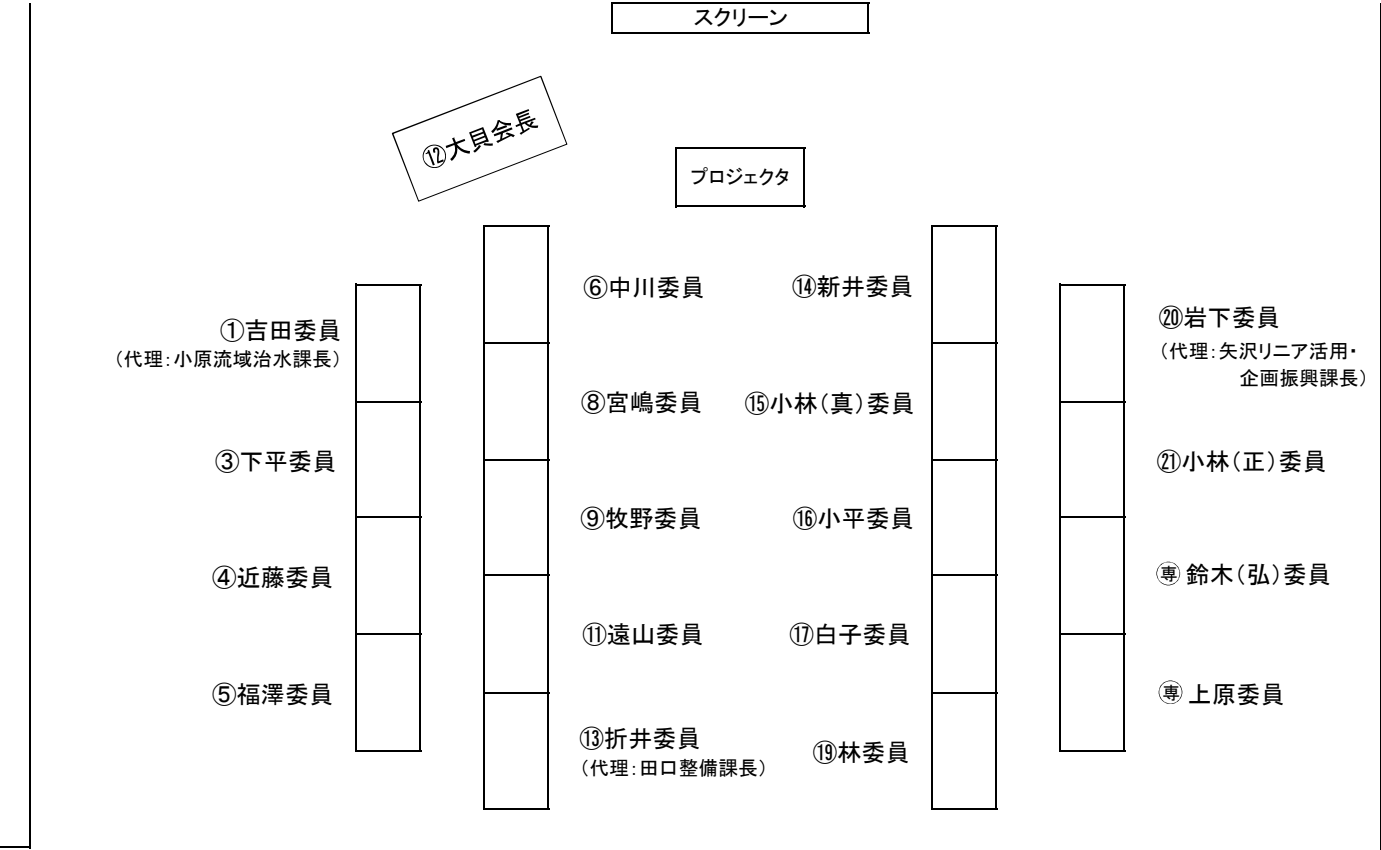 スクリーン
⑫大貝会長
プロジェクタ
①吉田委員
（代理：小原流域治水課長）
③下平委員
④近藤委員
⑤福澤委員
⑥中川委員
⑧宮嶋委員
⑨牧野委員
⑪遠山委員
⑬折井委員
（代理：田口整備課長）
⑭新井委員
⑮小林（真）委員
⑯小平委員
⑰白子委員
⑲林委員
⑳岩下委員
（代理：矢沢リニア活用・
企画振興課長）
㉑小林（正）委員
専 鈴木（弘）委員
専 上原委員